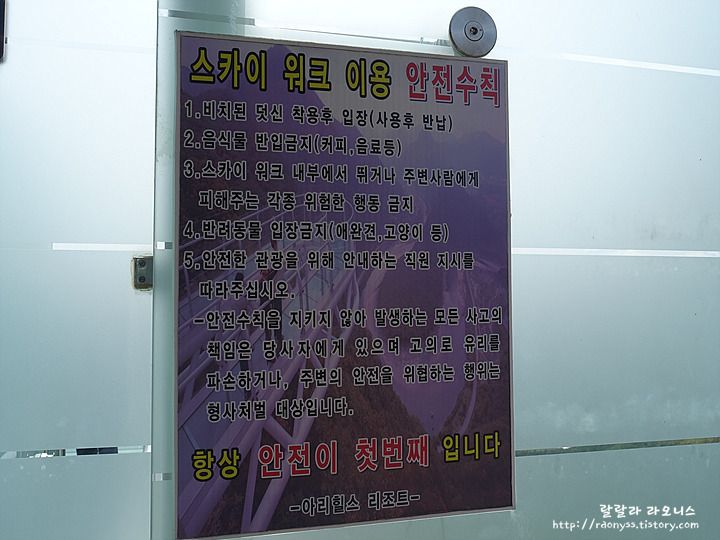 스카이 워크 이용 안전수칙
1.비치된 덧신 착용후 입장(사용후 반납)
2.음식물 반입금지(커피,음료등)
3.스카이 워크 내부에서 뛰거나 주변사람에게
피해주는 각종 위험한 행동 금지
4.반려동물 입장금지(애완견,고양이 등)
5.안전한 관광을 위해 안내하는 직원 지시를
따라주십시오.
-안전수칙을 지키지 않아 발생하는 모든 사고의
책임은 당사자에게 있으며 고의로 유리를
파손하거나, 주변의 안전을 위협하는 행위는
형사처벌 대상입니다.
항상 안전이 첫번째 입니다
-아리힐스 리조트-
랄랄라 라오니스
http://raonyss.tistory.com